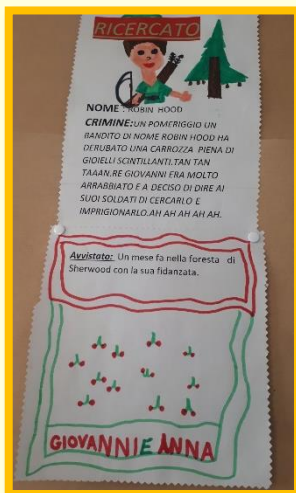 RICERCATO
NOME : ROBIN HOOD
CRIMINE:UN POMERIGGIO UN
BANDITO DI NOME ROBIN HOOD HA
DERUBATO UNA CARROZZA PIENA DI
GIOIELLI SCINTILLANTI.TAN TAN
TAAAN.RE GIOVANNI ERA MOLTO
ARRABBIATO E A DECISO DI DIRE AI
SUOI SOLDATI DI CERCARLO E
IMPRIGIONARLO.AH AH AH AH AH.
Avvistato: Un mese fa nella foresta di
Sherwood con la sua fidanzata.
GIOVANNI E ANNA